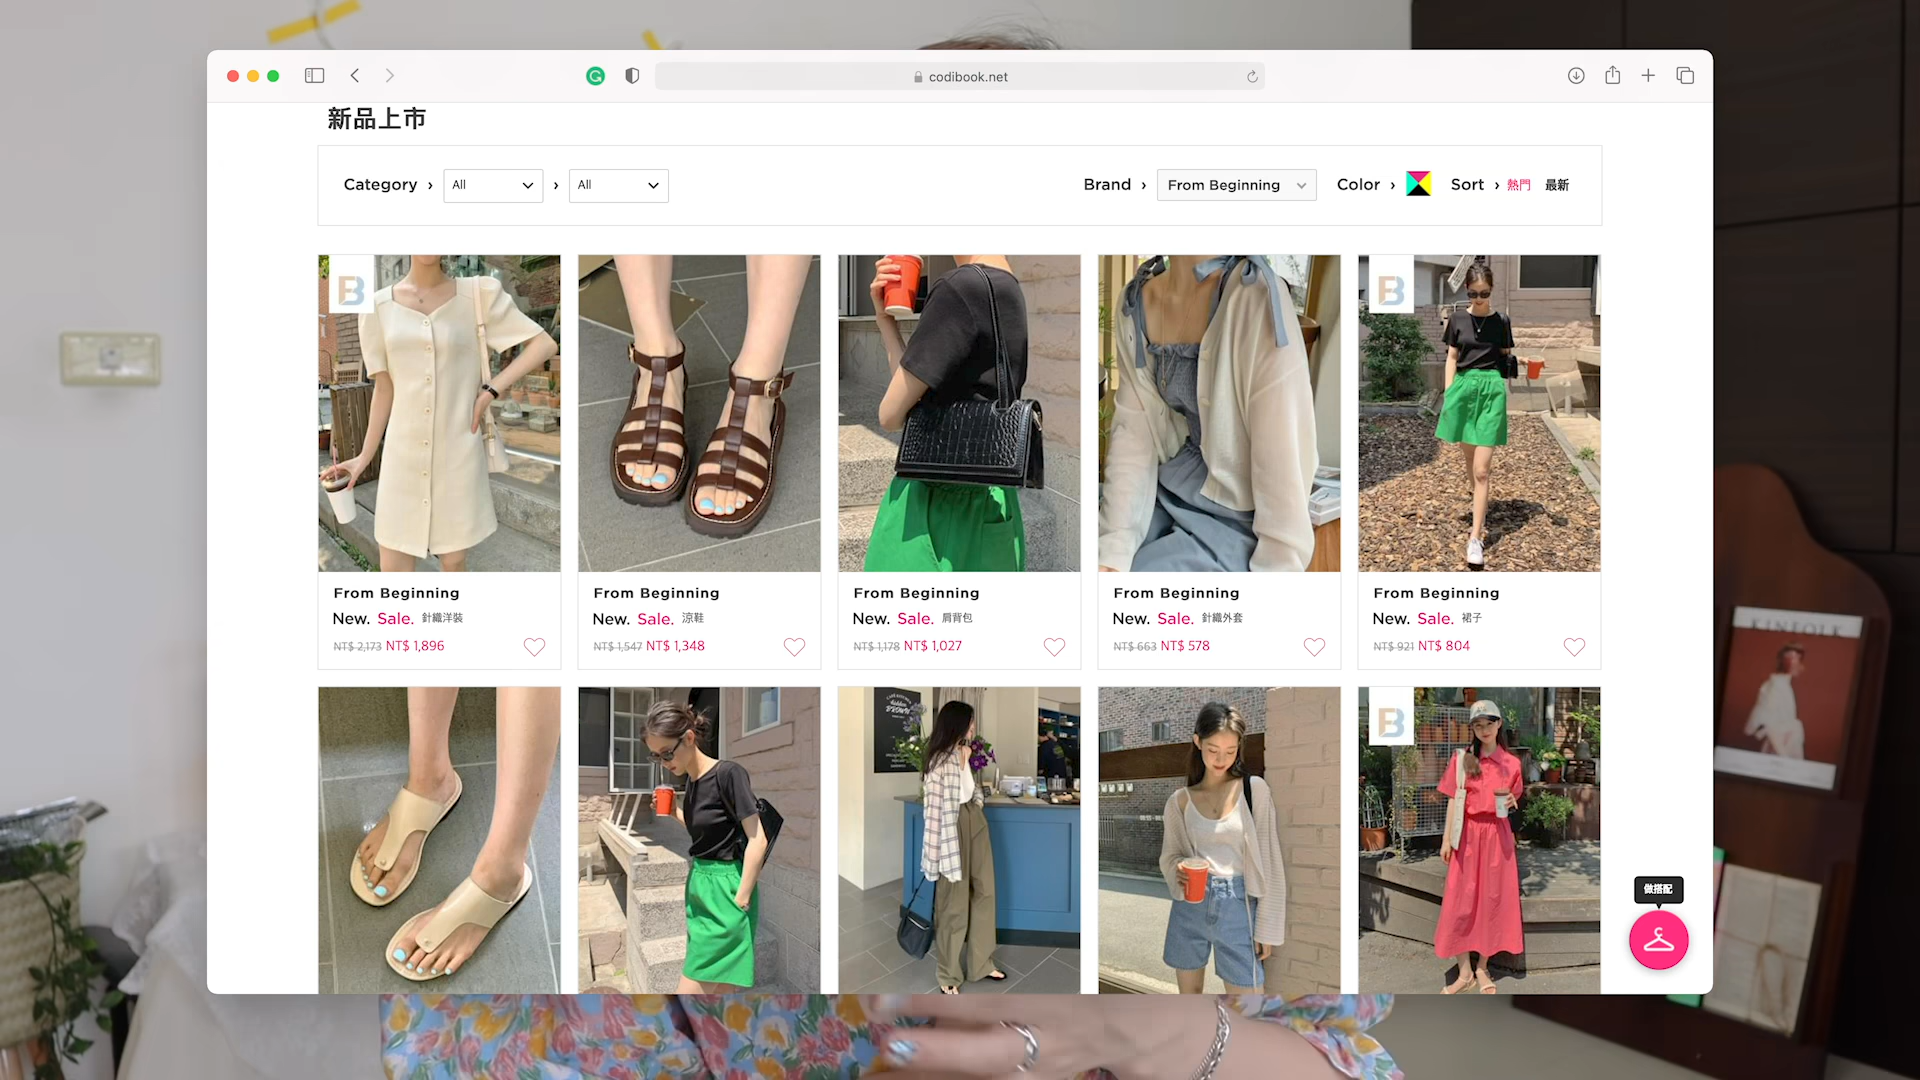 codibook.net
新品上市
Category › All › All
Brand › From Beginning
Color ›
Sort › 熱門 最新
From Beginning
New. Sale. 針織洋裝
NT$ 2,173 NT$ 1,896
From Beginning
New. Sale. 涼鞋
NT$ 1,547 NT$ 1,348
From Beginning
New. Sale. 肩背包
NT$ 1,178 NT$ 1,027
From Beginning
New. Sale. 針織外套
NT$ 663 NT$ 578
From Beginning
New. Sale. 裙子
NT$ 921 NT$ 804
做搭配
KINFOLK